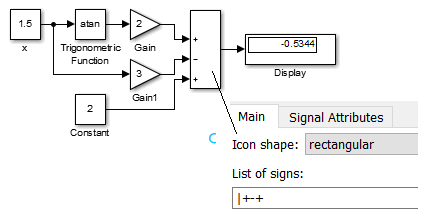 1.5
x
atan
Trigonometric
Function
2
Gain
3
Gain1
2
Constant
+
−
+
-0.5344
Display
Main
Signal Attributes
Icon shape: rectangular
List of signs:
|+-+